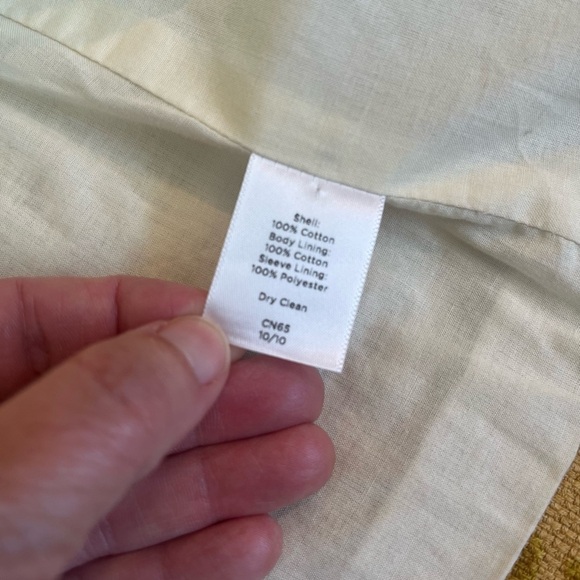 Shell:
100% Cotton
Body Lining:
100% Cotton
Sleeve Lining:
100% Polyester
Dry Clean
CN65
10/10